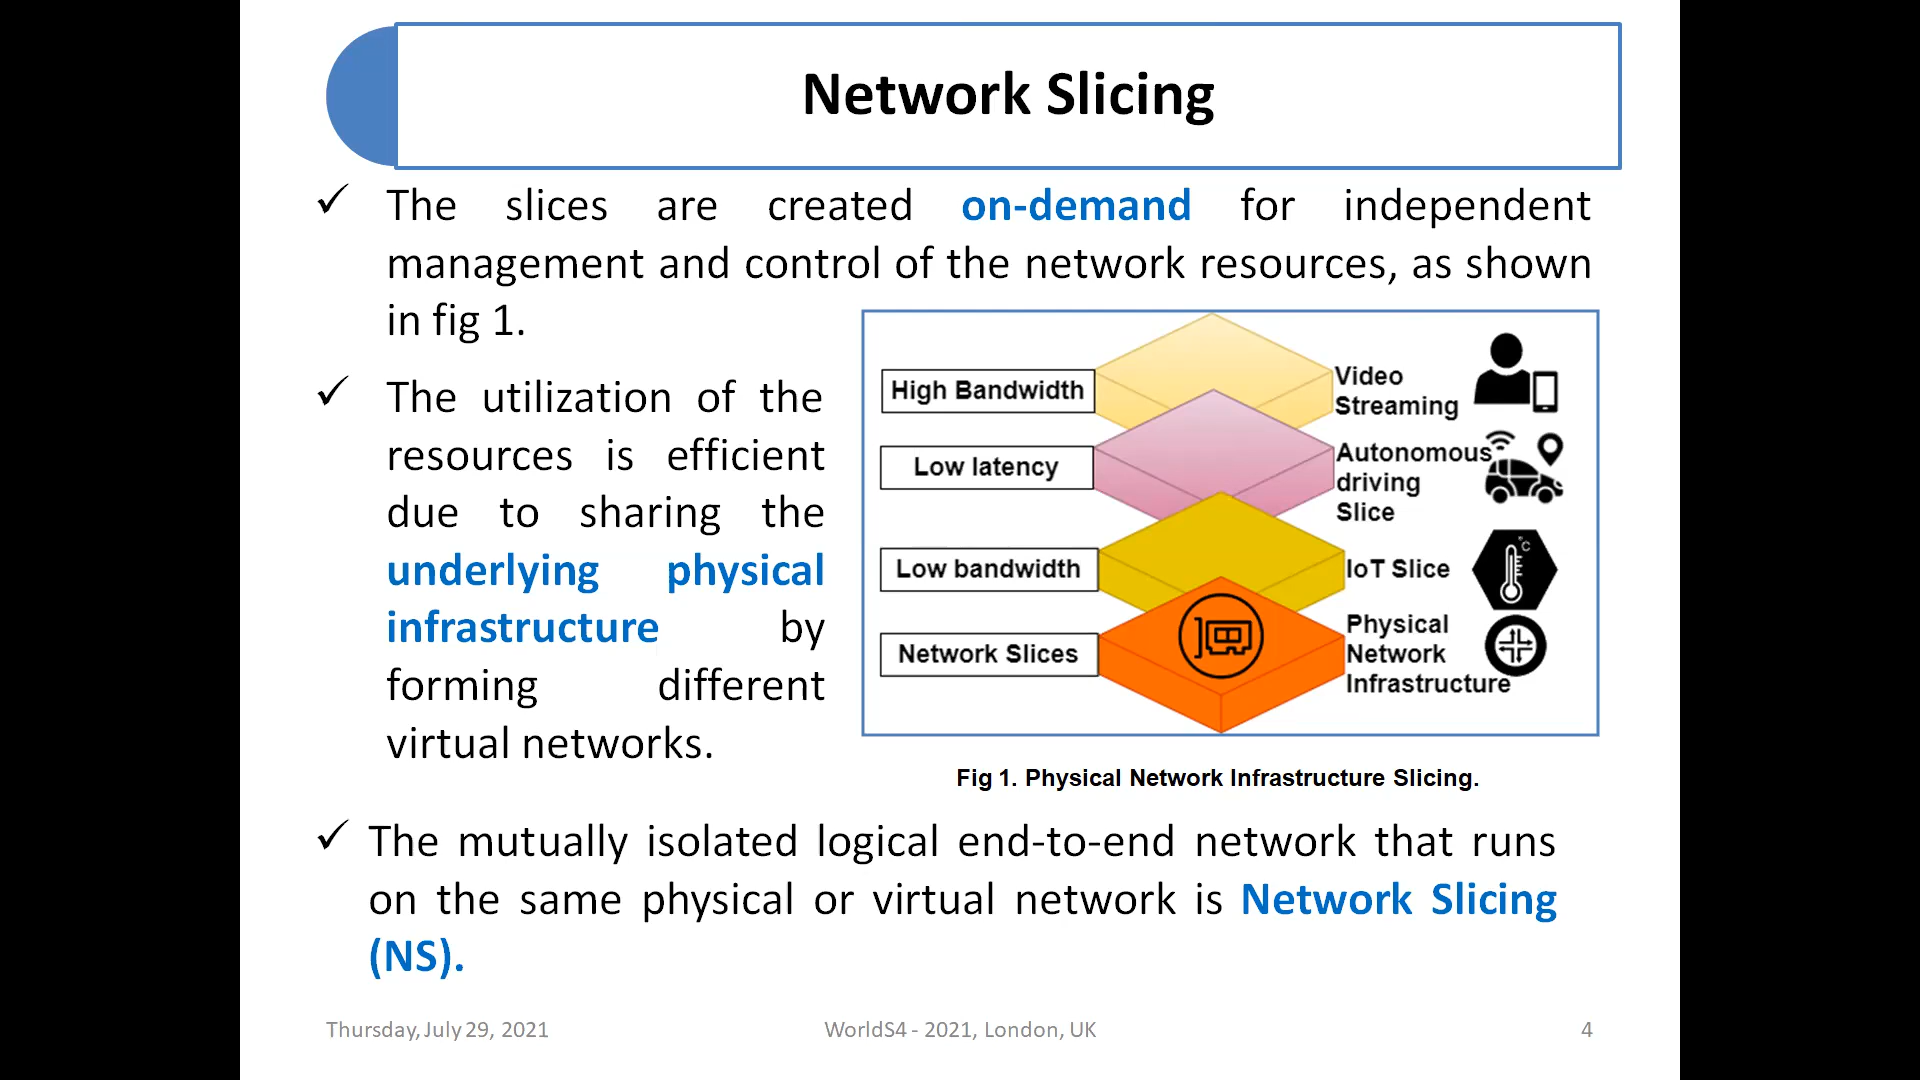 Network Slicing
✓ The slices are created on-demand for independent
management and control of the network resources, as shown
in fig 1.
✓ The utilization of the
resources is efficient
due to sharing the
underlying physical
infrastructure by
forming different
virtual networks.
High Bandwidth
Video
Streaming
Low latency
Autonomous
driving
Slice
Low bandwidth
IoT Slice
°C
Network Slices
Physical
Network
Infrastructure
Fig 1. Physical Network Infrastructure Slicing.
✓ The mutually isolated logical end-to-end network that runs
on the same physical or virtual network is Network Slicing
(NS).
Thursday, July 29, 2021
WorldS4 - 2021, London, UK
4